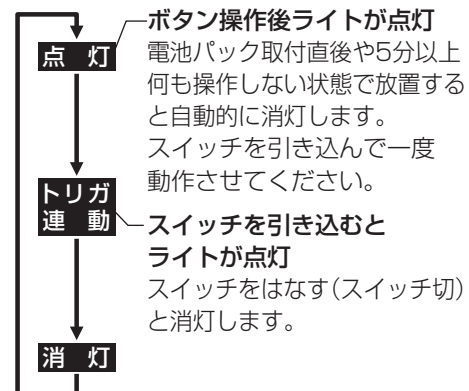 点 灯
ボタン操作後ライトが点灯
電池パック取付直後や5分以上
何も操作しない状態で放置する
と自動的に消灯します。
スイッチを引き込んで一度
動作させてください。
トリガ
連 動
スイッチを引き込むと
ライトが点灯
スイッチをはなす(スイッチ切)
と消灯します。
消 灯